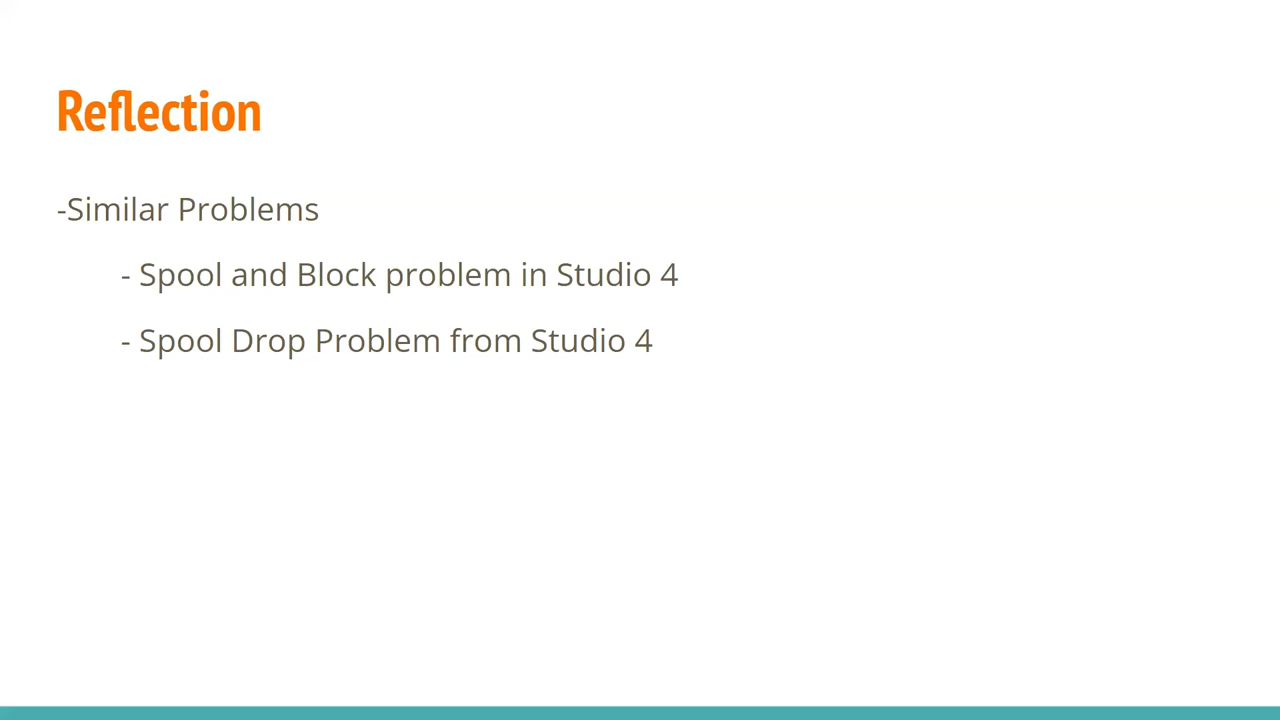 Reflection
-Similar Problems
- Spool and Block problem in Studio 4
- Spool Drop Problem from Studio 4